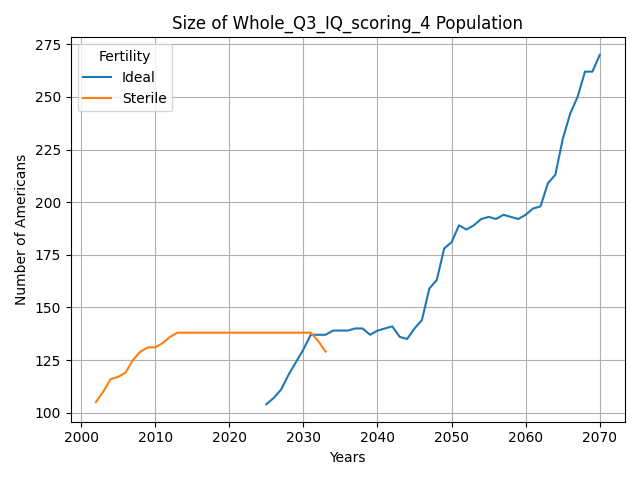 Size of Whole_Q3_IQ_scoring_4 Population
Fertility
Ideal
Sterile
Number of Americans
275
250
225
200
175
150
125
100
2000 2010 2020 2030 2040 2050 2060 2070
Years